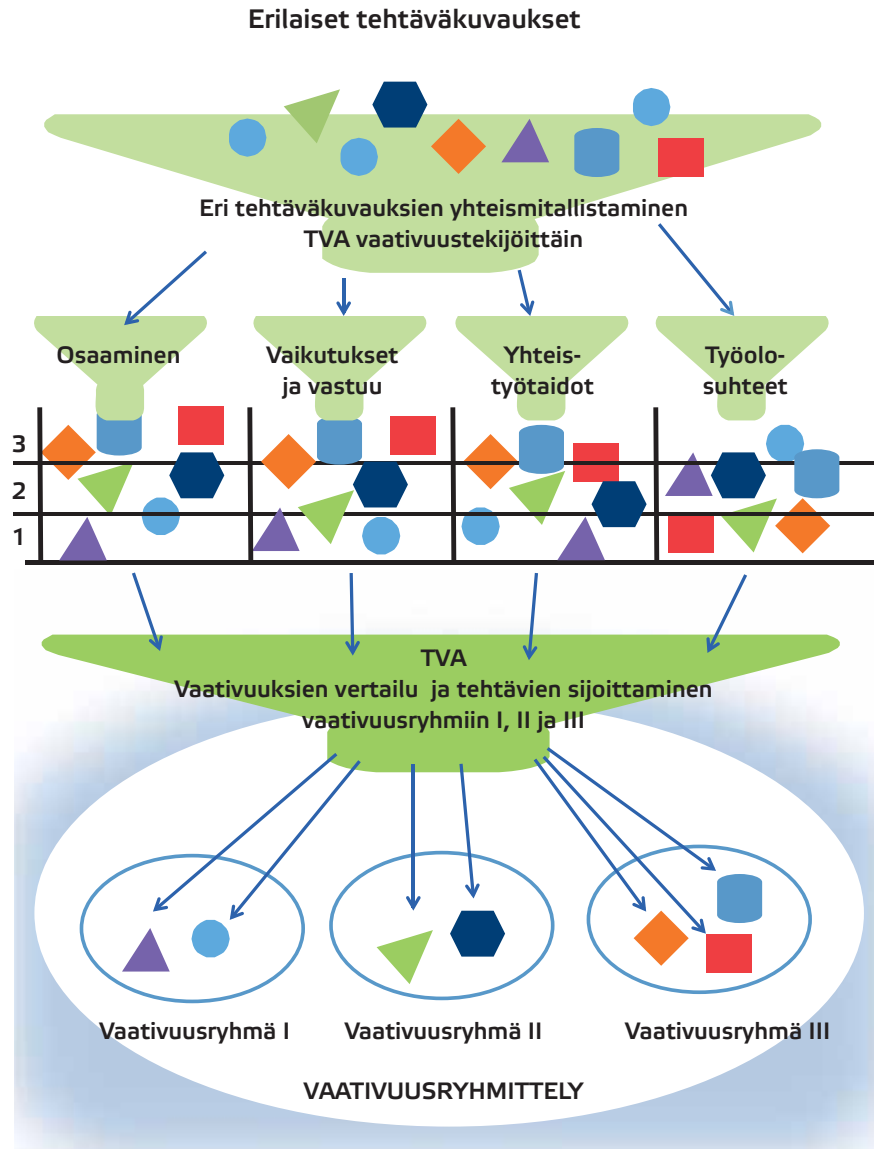 Erilaiset tehtäväkuvaukset
Eri tehtäväkuvauksien yhteismitallistaminen
TVA vaativuustekijöittäin
Osaaminen
Vaikutukset
ja vastuu
Yhteis-
työtaidot
Työolo-
suhteet
3
2
1
TVA
Vaativuuksien vertailu ja tehtävien sijoittaminen
vaativuusryhmiin I, II ja III
Vaativuusryhmä I
Vaativuusryhmä II
Vaativuusryhmä III
VAATIVUUSRYHMITTELY